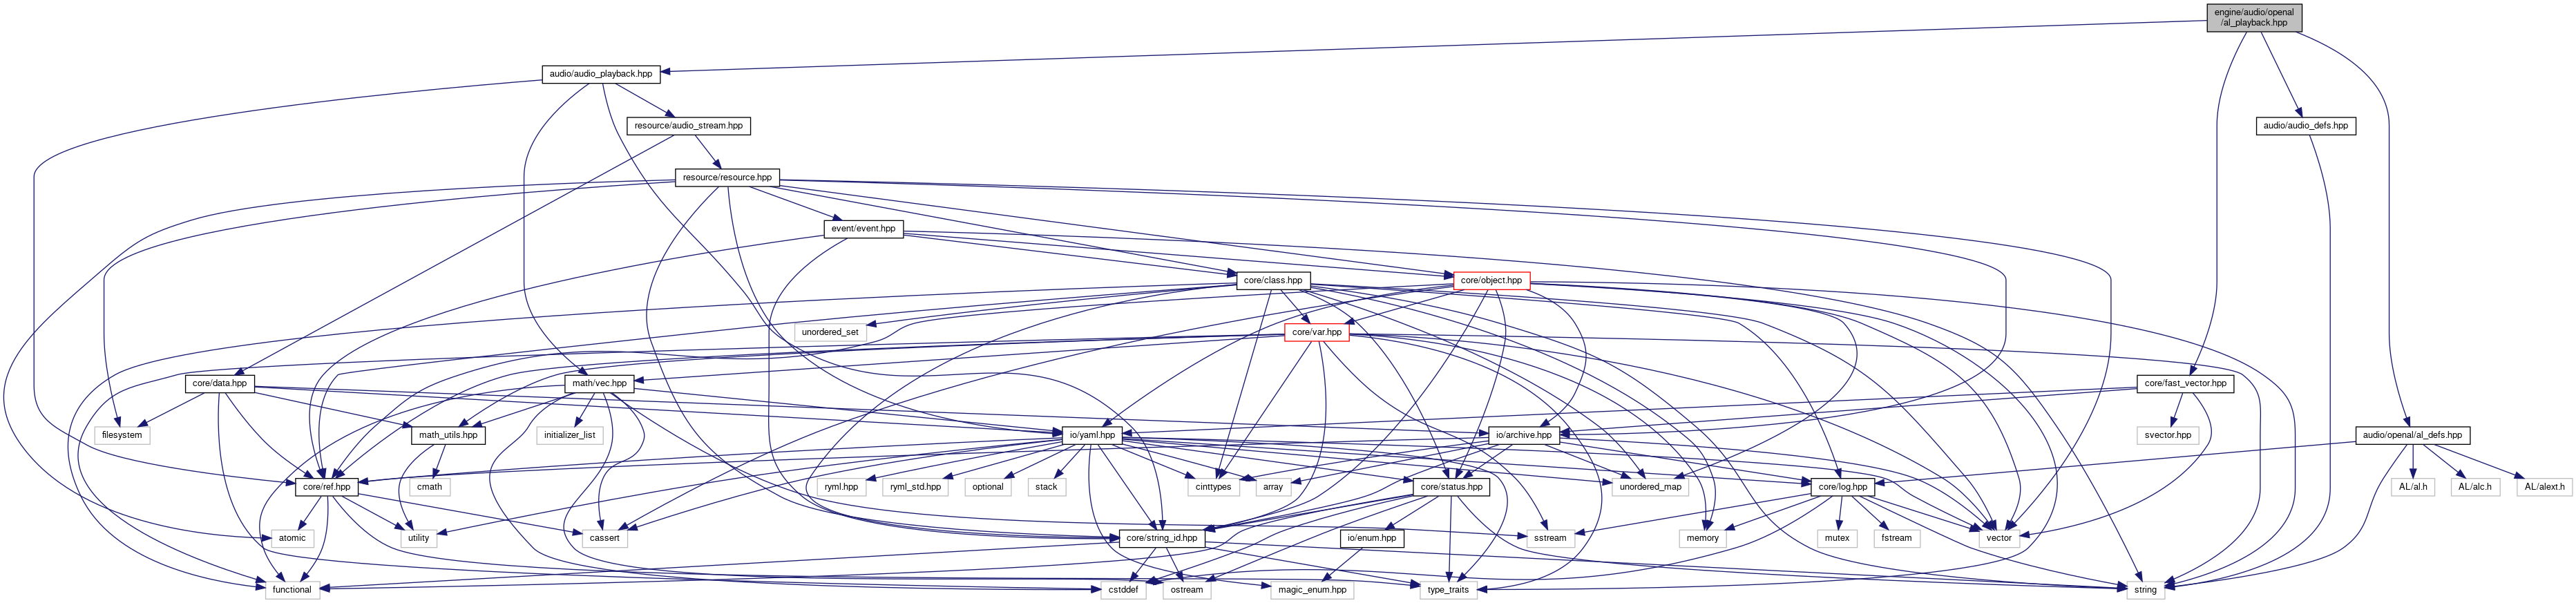 engine/audio/openal
/al_playback.hpp
audio/audio_playback.hpp
resource/audio_stream.hpp
audio/audio_defs.hpp
resource/resource.hpp
event/event.hpp
core/class.hpp
core/object.hpp
unordered_set
core/var.hpp
core/data.hpp
math/vec.hpp
core/fast_vector.hpp
filesystem
math_utils.hpp
initializer_list
io/yaml.hpp
io/archive.hpp
svector.hpp
audio/openal/al_defs.hpp
core/ref.hpp
cmath
ryml.hpp
ryml_std.hpp
optional
stack
cinttypes
array
core/status.hpp
unordered_map
core/log.hpp
AL/al.h
AL/alc.h
AL/alext.h
atomic
utility
cassert
core/string_id.hpp
io/enum.hpp
sstream
memory
mutex
fstream
vector
functional
cstddef
ostream
magic_enum.hpp
type_traits
string